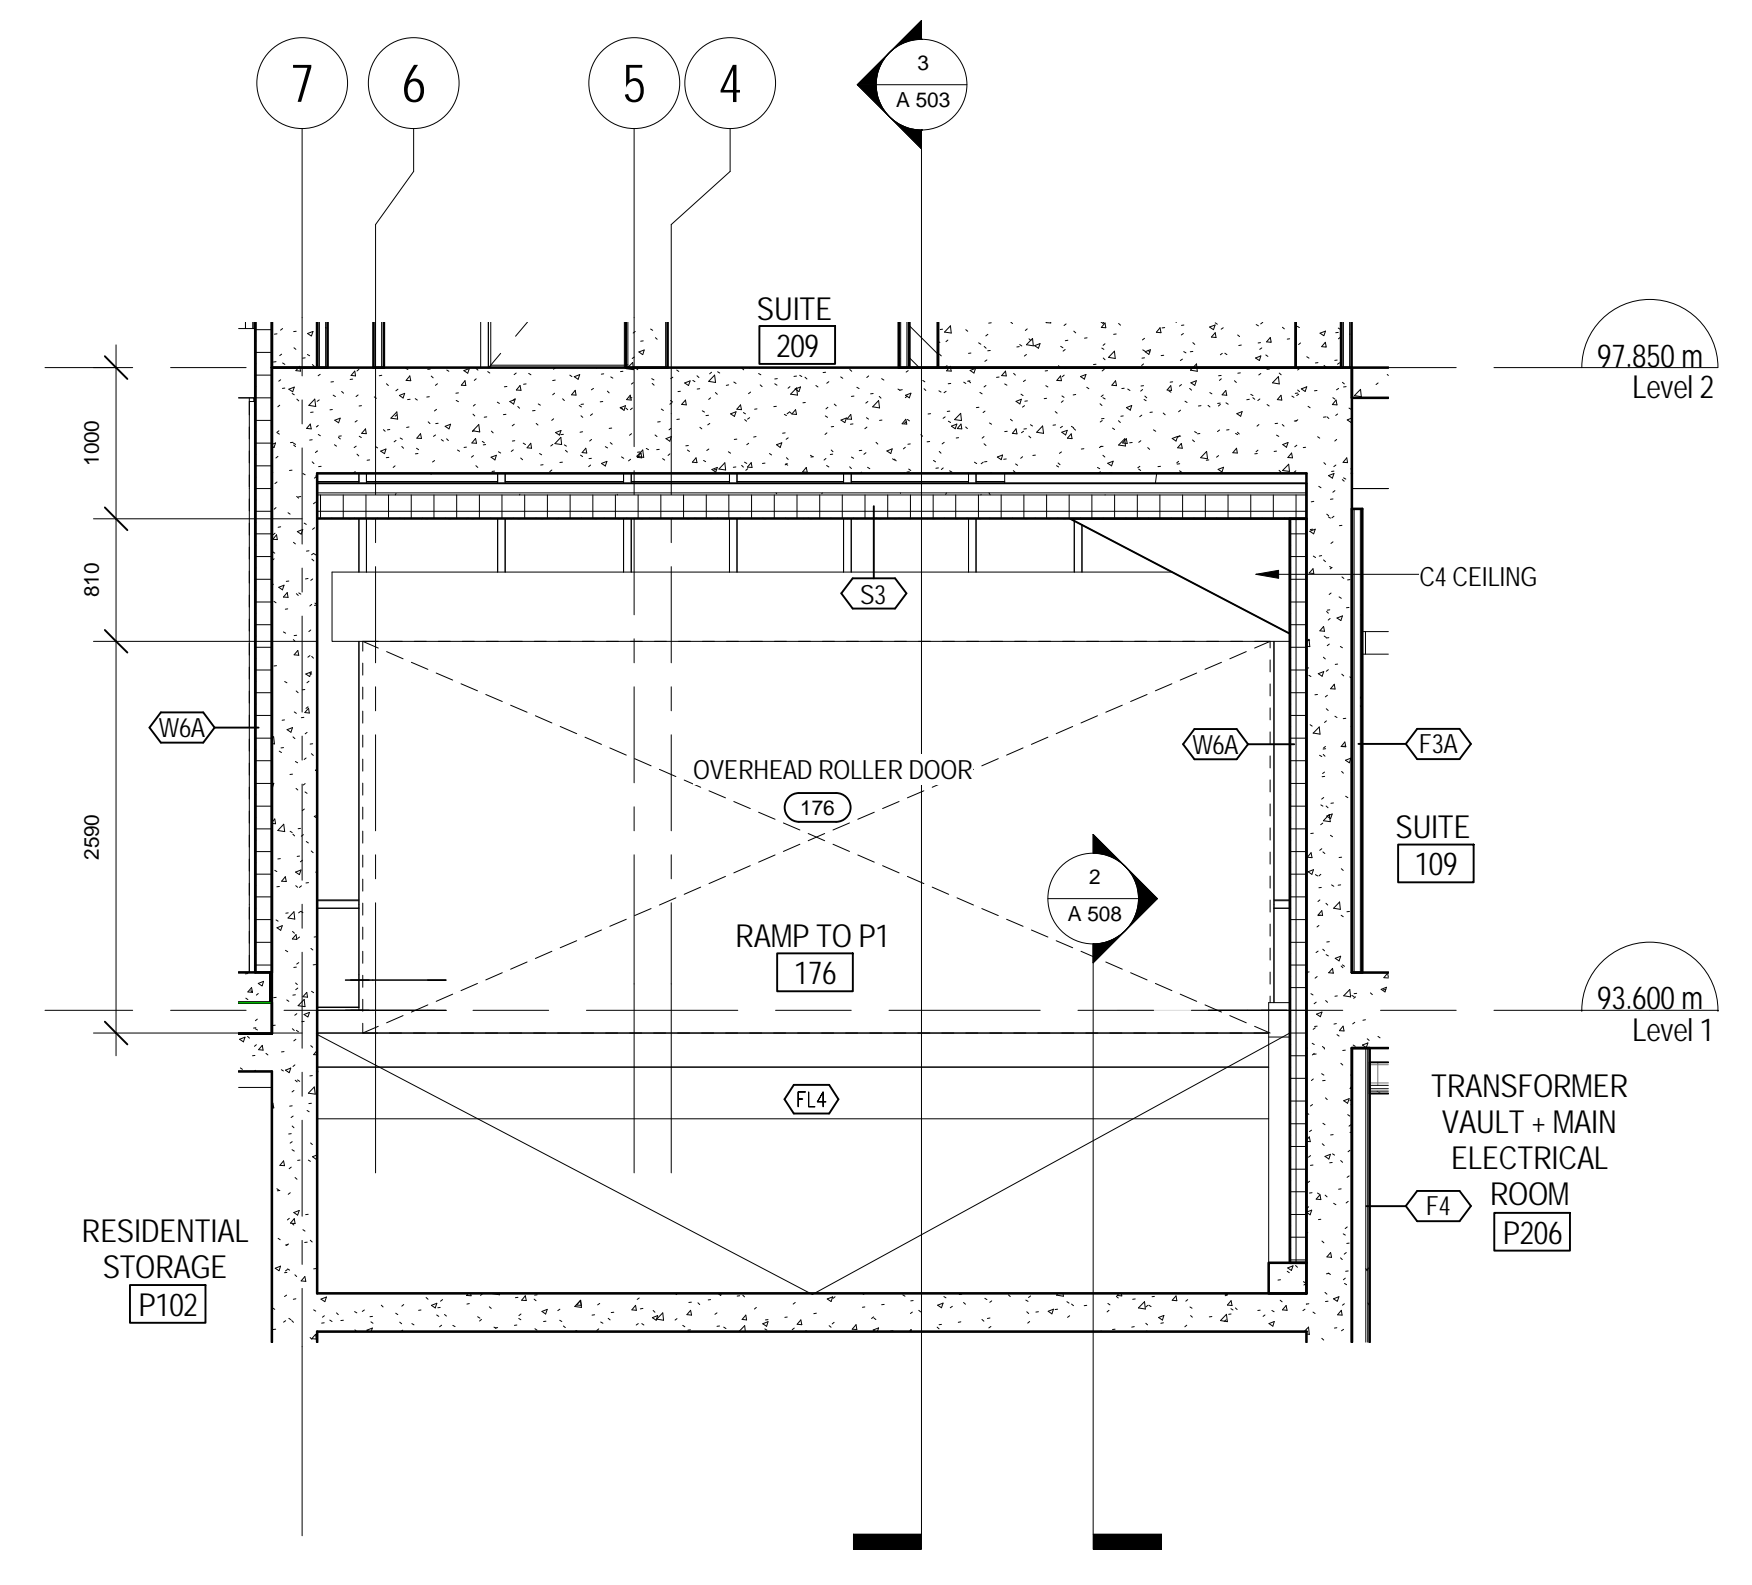 7
6
5
4
3
A 503
SUITE
209
97.850 m
Level 2
1000
810
S3
C4 CEILING
W6A
W6A
F3A
OVERHEAD ROLLER DOOR
176
2590
SUITE
109
2
A 508
RAMP TO P1
176
93.600 m
Level 1
FL4
TRANSFORMER
VAULT + MAIN
ELECTRICAL
ROOM
P206
F4
RESIDENTIAL
STORAGE
P102